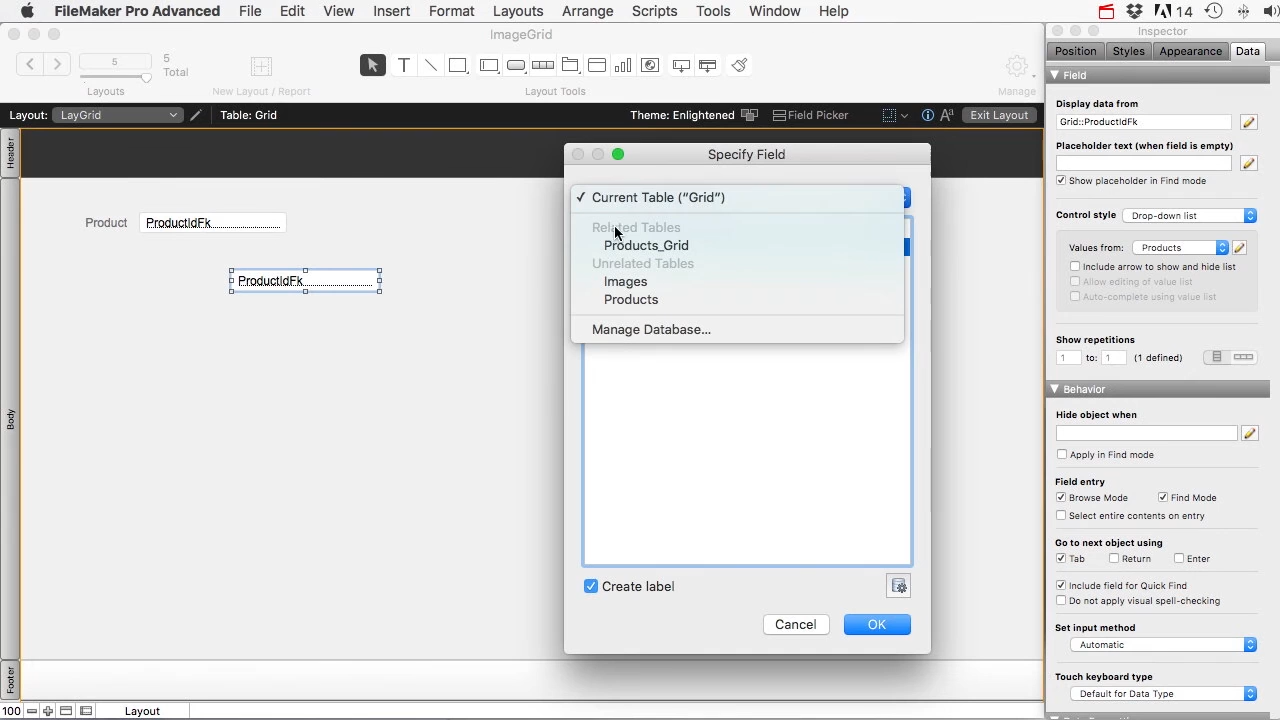 FileMaker Pro Advanced File Edit View Insert Format Layouts Arrange Scripts Tools Window Help 14
ImageGrid
Inspector
Position Styles Appearance Data
5
5
Total
Layouts New Layout / Report Layout Tools Manage
Layout: LayGrid Table: Grid Theme: Enlightened Field Picker Aª Exit Layout
Header
Body
Footer
Product ProductIdFk
ProductIdFk
Specify Field
✓ Current Table (“Grid”)
Related Tables
Products_Grid
Unrelated Tables
Images
Products
Manage Database...
Create label
Cancel OK
Field
Display data from
Grid::ProductIdFk
Placeholder text (when field is empty)
Show placeholder in Find mode
Control style Drop-down list
Values from: Products
Include arrow to show and hide list
Allow editing of value list
Auto-complete using value list
Show repetitions
1 to: 1 (1 defined)
Behavior
Hide object when
Apply in Find mode
Field entry
Browse Mode Find Mode
Select entire contents on entry
Go to next object using
Tab Return Enter
Include field for Quick Find
Do not apply visual spell-checking
Set input method
Automatic
Touch keyboard type
Default for Data Type
100 Layout